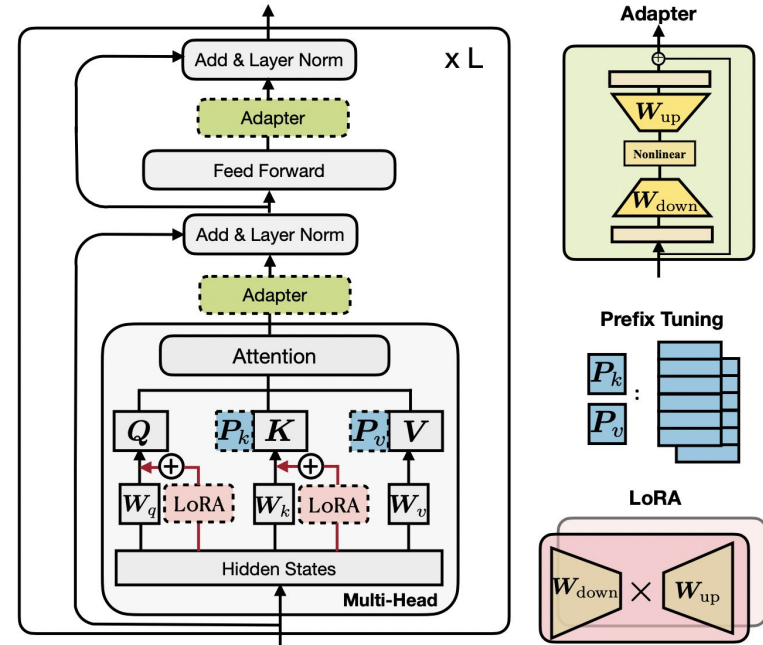 x L
Add & Layer Norm
Adapter
Feed Forward
Add & Layer Norm
Adapter
Attention
Q
P_k K
P_v V
+
+
W_q
LoRA
W_k
LoRA
W_v
Hidden States
Multi-Head
Adapter
+
W_up
Nonlinear
W_down
Prefix Tuning
P_k
:
P_v
LoRA
W_down × W_up